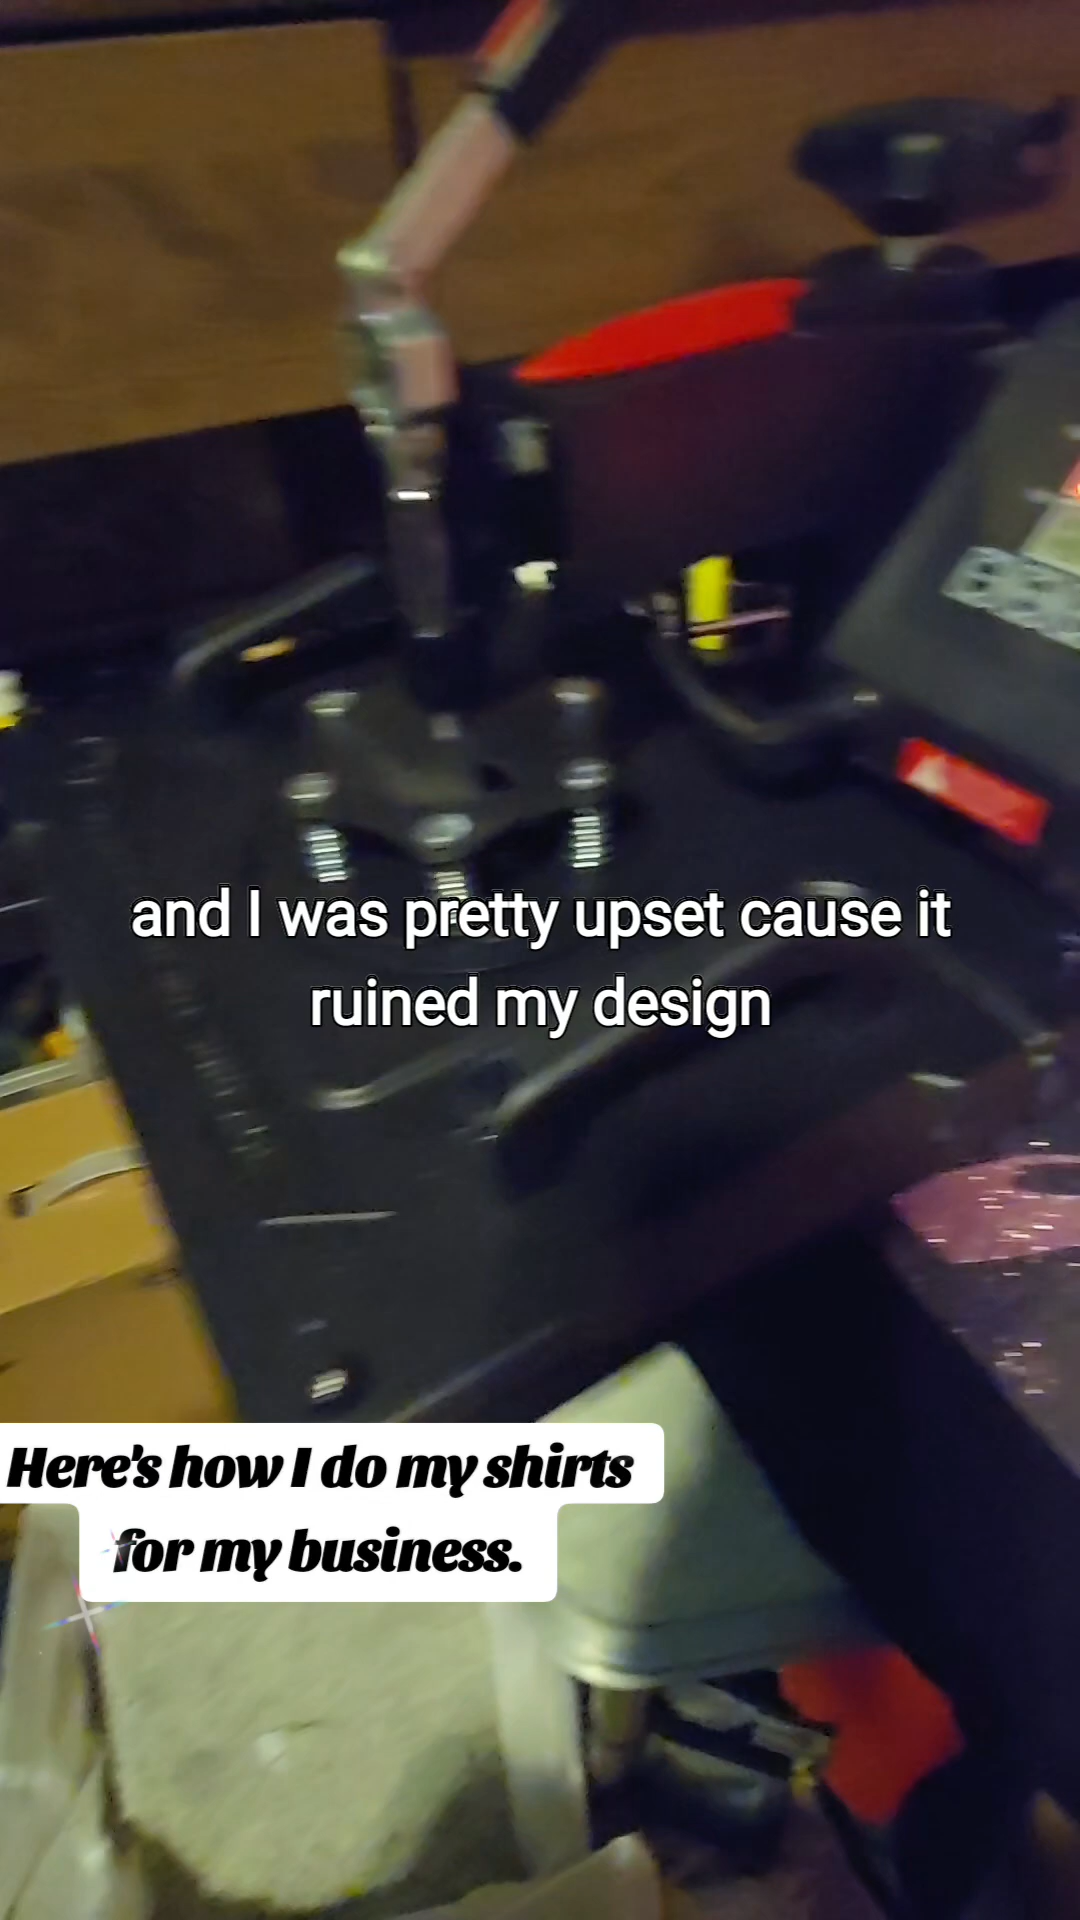 and I was pretty upset cause it
ruined my design
Here's how I do my shirts
for my business.